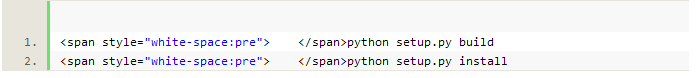 1. <span style="white-space:pre">    </span>python setup.py build
2. <span style="white-space:pre">    </span>python setup.py install